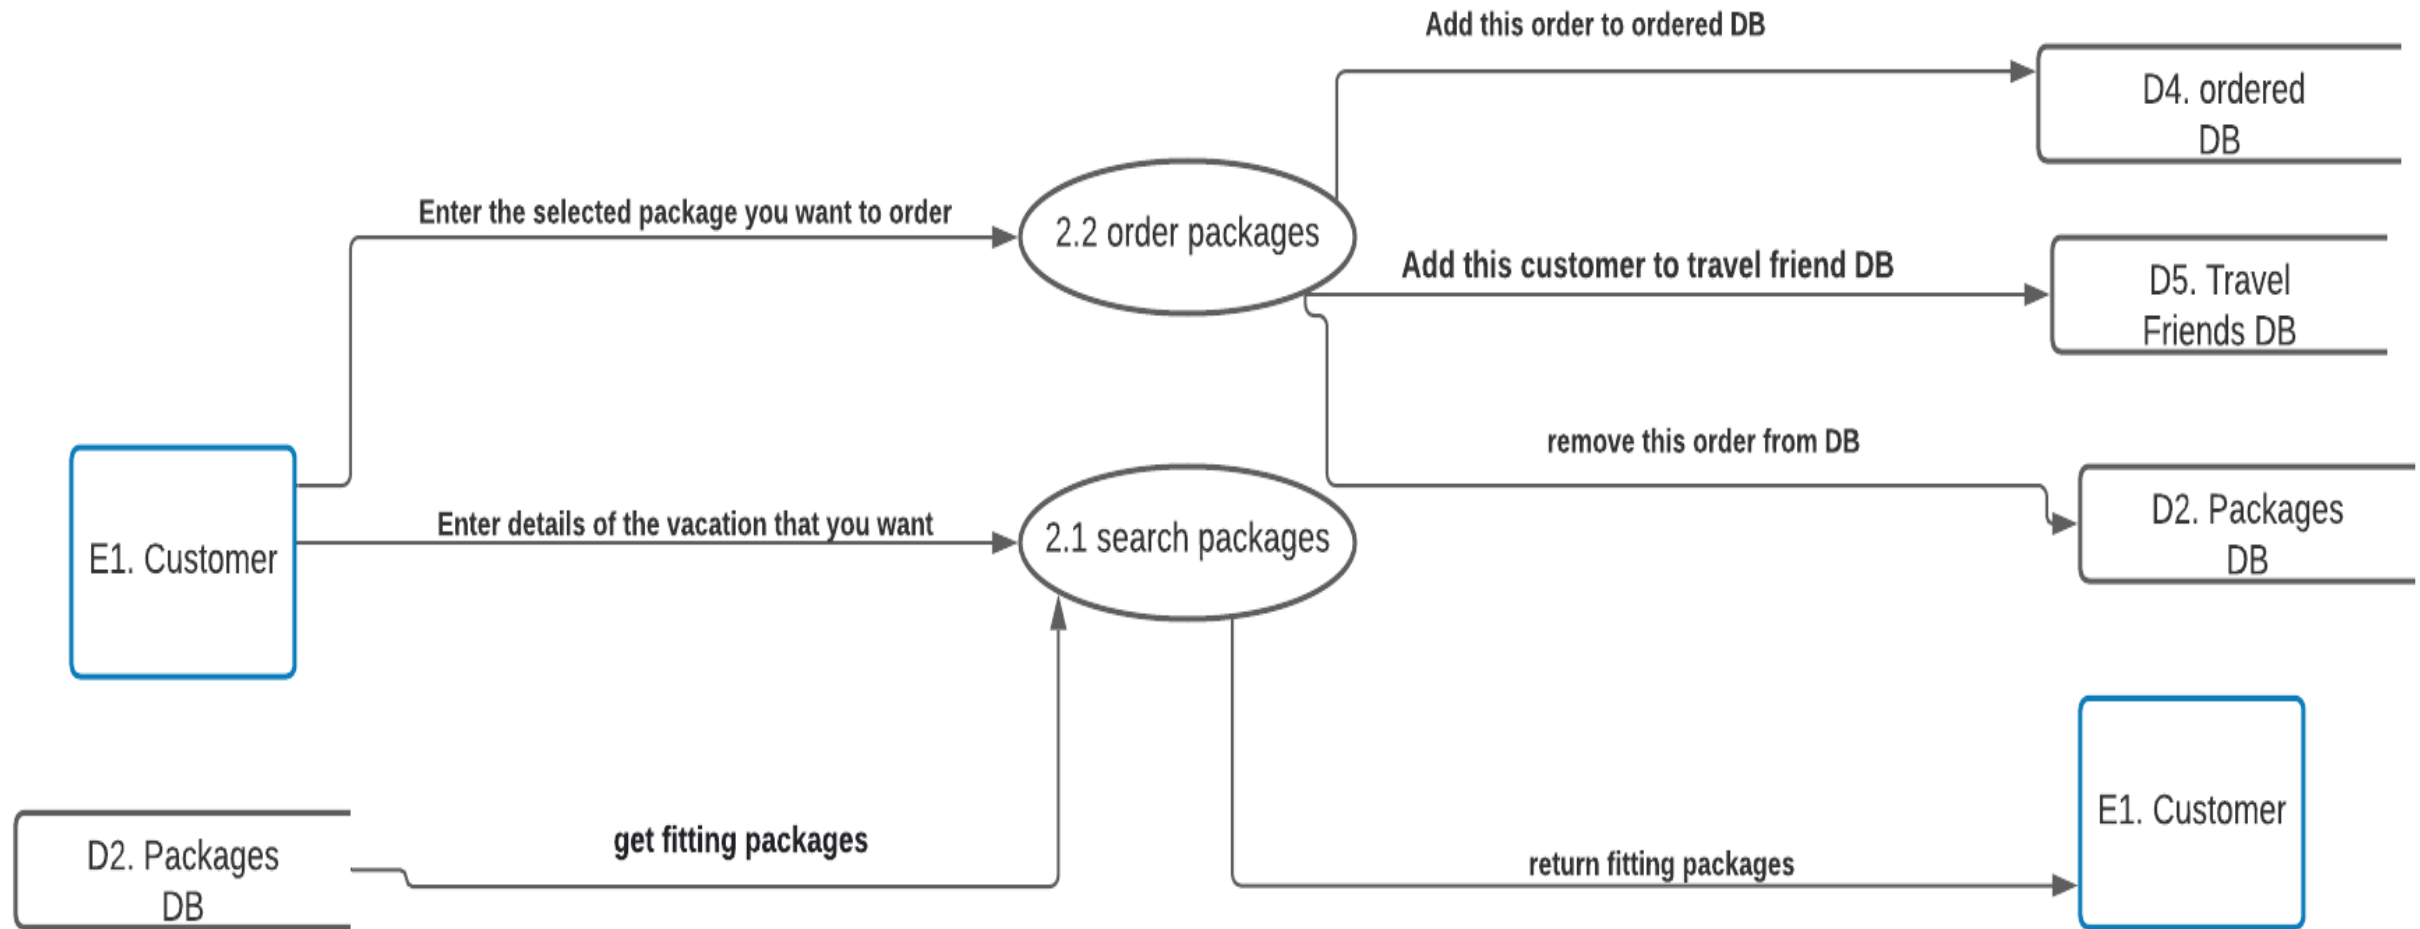 Add this order to ordered DB
D4. ordered
DB
Enter the selected package you want to order
2.2 order packages
Add this customer to travel friend DB
D5. Travel
Friends DB
remove this order from DB
D2. Packages
DB
E1. Customer
Enter details of the vacation that you want
2.1 search packages
D2. Packages
DB
get fitting packages
return fitting packages
E1. Customer